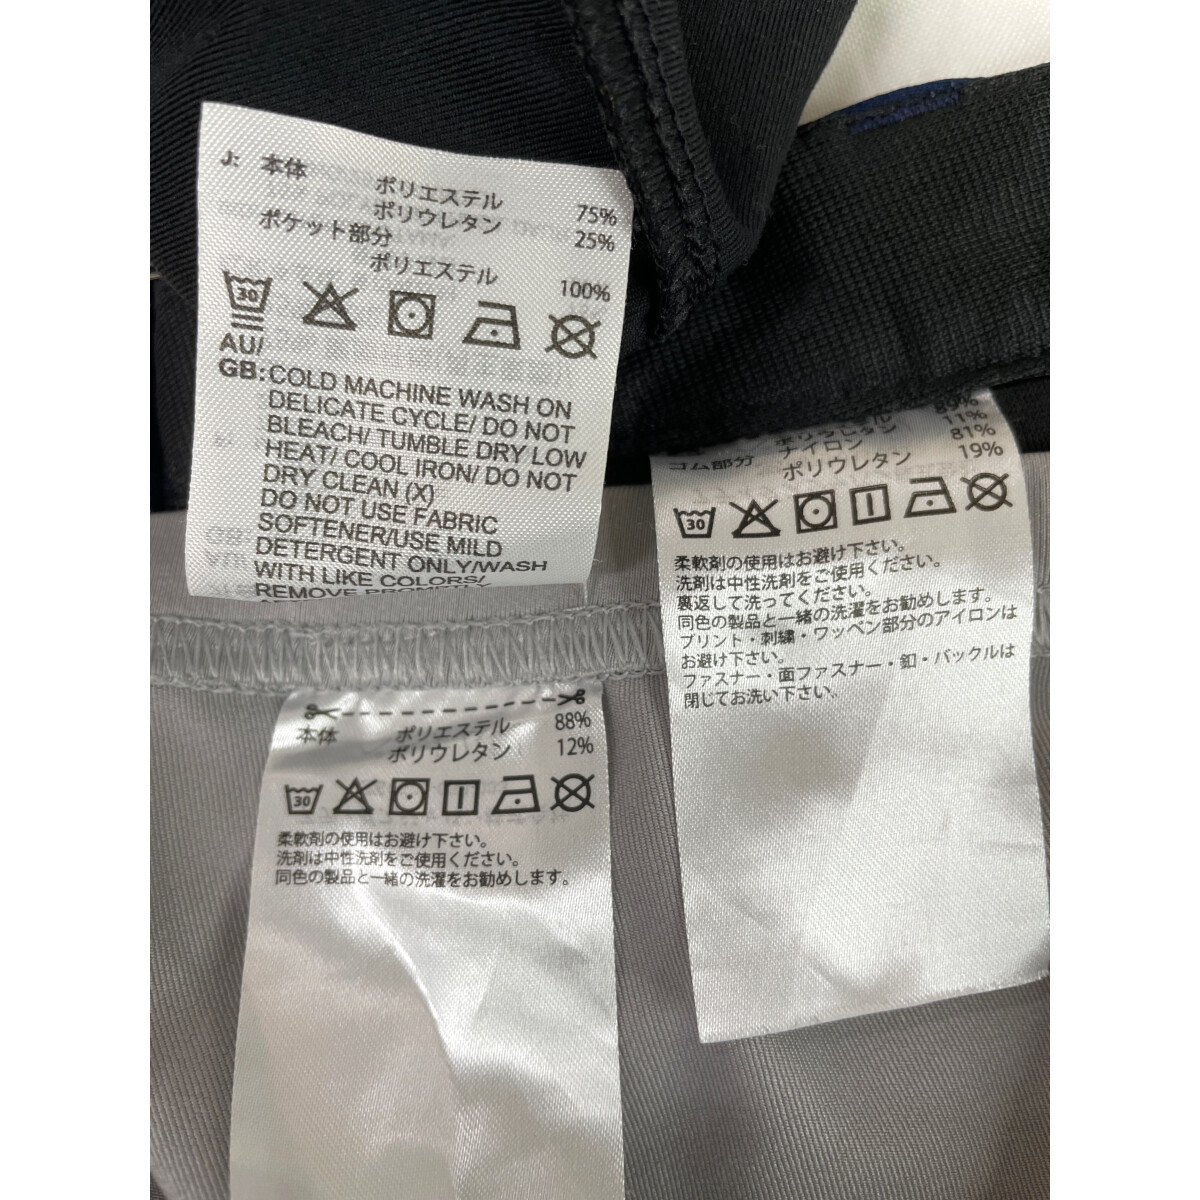 J: 本体 ポリエステル 75%
ポリウレタン 25%
ポケット部分
ポリエステル 100%
30
AU/
GB: COLD MACHINE WASH ON
DELICATE CYCLE/ DO NOT
BLEACH/ TUMBLE DRY LOW
HEAT/ COOL IRON/ DO NOT
DRY CLEAN (X)
DO NOT USE FABRIC
SOFTENER/USE MILD
DETERGENT ONLY/WASH
WITH LIKE COLORS/
REMOVE PROMPTLY
89%
ポリウレタン 11%
ゴム部分 ナイロン 81%
ポリウレタン 19%
30
柔軟剤の使用はお避け下さい。
洗剤は中性洗剤をご使用ください。
裏返して洗ってください。
同色の製品と一緒の洗濯をお勧めします。
プリント・刺繍・ワッペン部分のアイロンは
お避け下さい。
ファスナー・面ファスナー・釦・バックルは
閉じてお洗い下さい。
本体 ポリエステル 88%
ポリウレタン 12%
30
柔軟剤の使用はお避け下さい。
洗剤は中性洗剤をご使用ください。
同色の製品と一緒の洗濯をお勧めします。